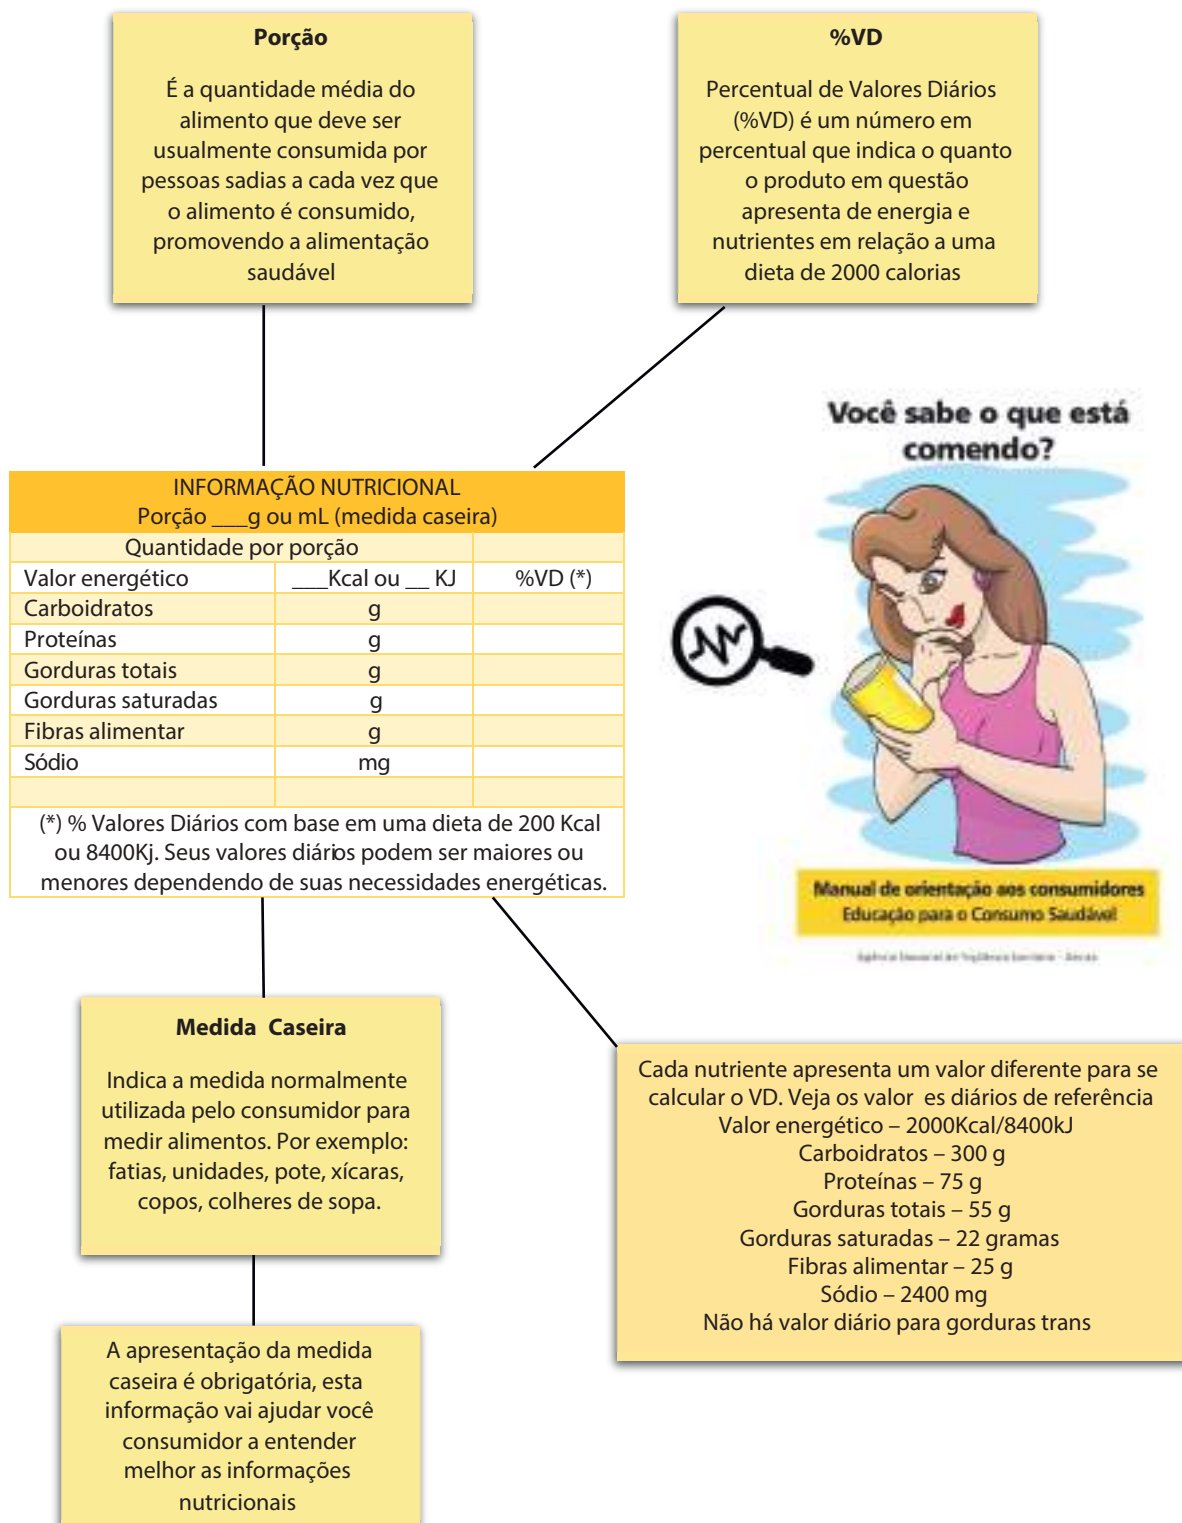 Porção
É a quantidade média do
alimento que deve ser
usualmente consumida por
pessoas sadias a cada vez que
o alimento é consumido,
promovendo a alimentação
saudável
%VD
Percentual de Valores Diários
(%VD) é um número em
percentual que indica o quanto
o produto em questão
apresenta de energia e
nutrientes em relação a uma
dieta de 2000 calorias
Você sabe o que está
comendo?
INFORMAÇÃO NUTRICIONAL
Porção ___g ou mL (medida caseira)
Quantidade por porção
Valor energético ___Kcal ou __ KJ %VD (*)
Carboidratos g
Proteínas g
Gorduras totais g
Gorduras saturadas g
Fibras alimentar g
Sódio mg
(*) % Valores Diários com base em uma dieta de 200 Kcal
ou 8400Kj. Seus valores diários podem ser maiores ou
menores dependendo de suas necessidades energéticas.
Manual de orientação aos consumidores
Educação para o Consumo Saudável
Agência Nacional de Vigilância Sanitária - Anvisa
Medida Caseira
Indica a medida normalmente
utilizada pelo consumidor para
medir alimentos. Por exemplo:
fatias, unidades, pote, xícaras,
copos, colheres de sopa.
Cada nutriente apresenta um valor diferente para se
calcular o VD. Veja os valor es diários de referência
Valor energético – 2000Kcal/8400kJ
Carboidratos – 300 g
Proteínas – 75 g
Gorduras totais – 55 g
Gorduras saturadas – 22 gramas
Fibras alimentar – 25 g
Sódio – 2400 mg
Não há valor diário para gorduras trans
A apresentação da medida
caseira é obrigatória, esta
informação vai ajudar você
consumidor a entender
melhor as informações
nutricionais